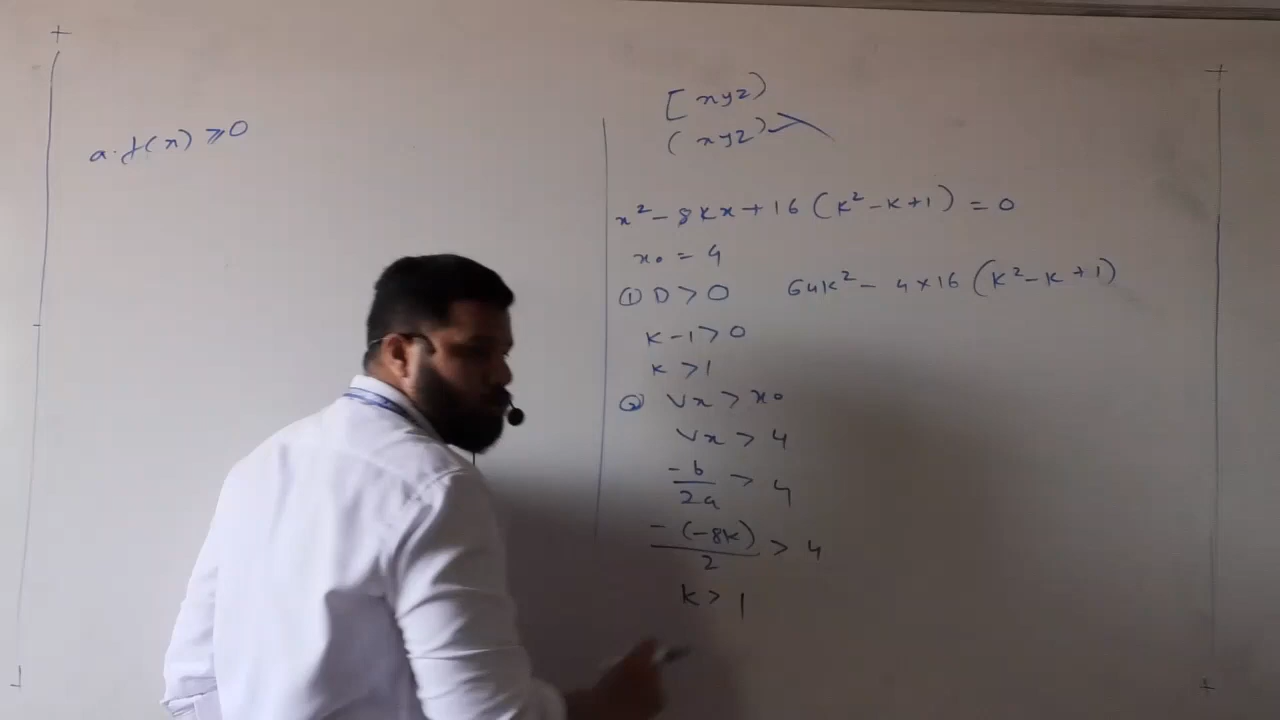 a.f(x) ≥ 0
[xyz)
(xyz)
x² - 8kx + 16(k² - k + 1) = 0
x₀ = 4
① D > 0 64k² - 4×16(k² - k + 1)
k - 1 > 0
k > 1
② Vx > x₀
Vx > 4
-b/2a > 4
-(-8k)/2 > 4
k > 1